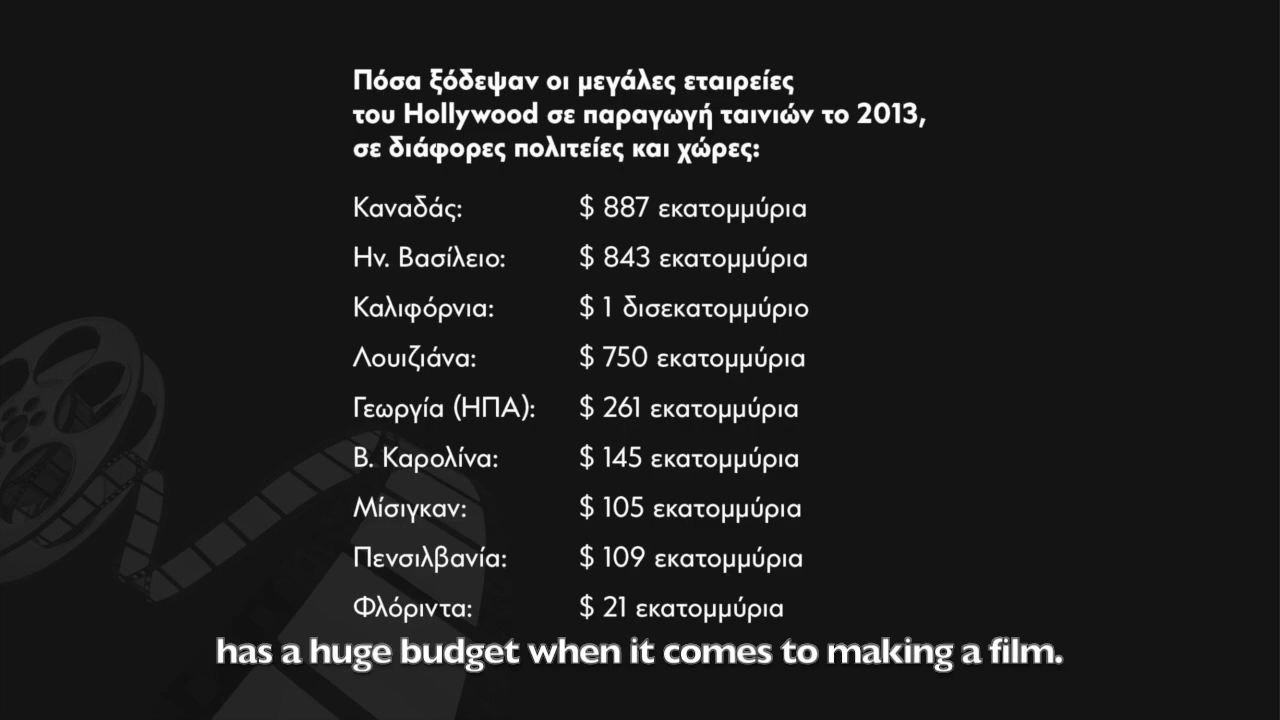 Πόσα ξόδεψαν οι μεγάλες εταιρείες
του Hollywood σε παραγωγή ταινιών το 2013,
σε διάφορες πολιτείες και χώρες:
Καναδάς: $ 887 εκατομμύρια
Ην. Βασίλειο: $ 843 εκατομμύρια
Καλιφόρνια: $ 1 δισεκατομμύριο
Λουιζιάνα: $ 750 εκατομμύρια
Γεωργία (ΗΠΑ): $ 261 εκατομμύρια
Β. Καρολίνα: $ 145 εκατομμύρια
Μίσιγκαν: $ 105 εκατομμύρια
Πενσιλβανία: $ 109 εκατομμύρια
Φλόριντα: $ 21 εκατομμύρια
has a huge budget when it comes to making a film.